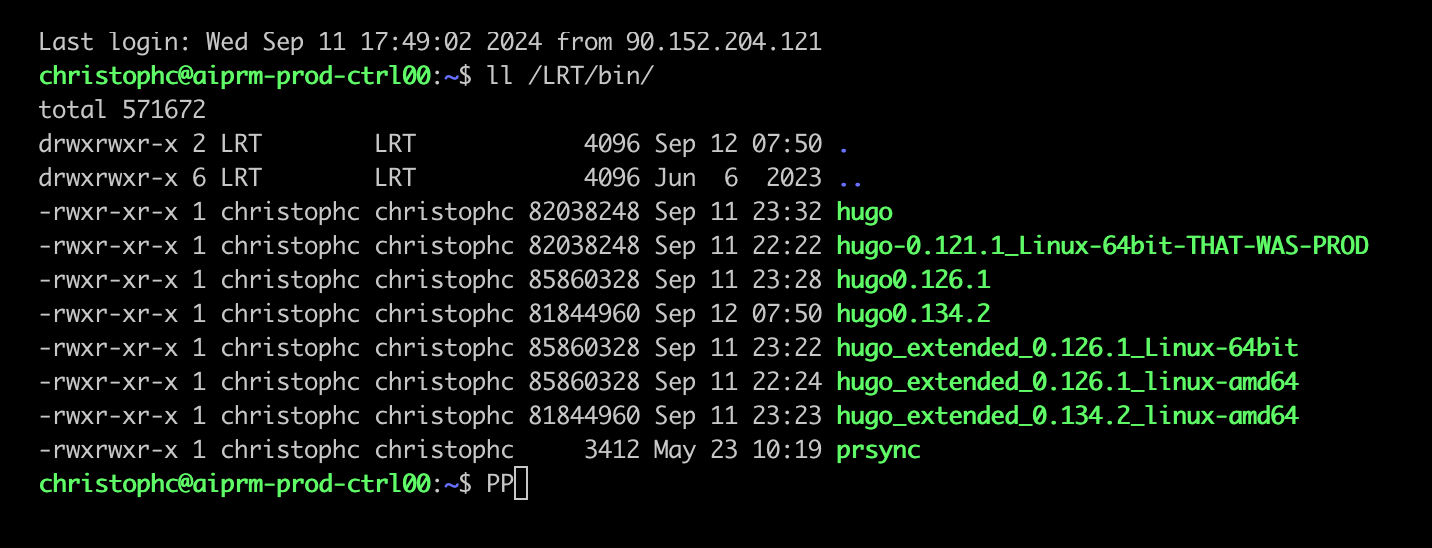 Last login: Wed Sep 11 17:49:02 2024 from 90.152.204.121
christophc@aiprm-prod-ctrl00:~$ ll /LRT/bin/
total 571672
drwxrwxr-x 2 LRT        LRT            4096 Sep 12 07:50 .
drwxrwxr-x 6 LRT        LRT            4096 Jun  6  2023 ..
-rwxr-xr-x 1 christophc christophc 82038248 Sep 11 23:32 hugo
-rwxr-xr-x 1 christophc christophc 82038248 Sep 11 22:22 hugo-0.121.1_Linux-64bit-THAT-WAS-PROD
-rwxr-xr-x 1 christophc christophc 85860328 Sep 11 23:28 hugo0.126.1
-rwxr-xr-x 1 christophc christophc 81844960 Sep 12 07:50 hugo0.134.2
-rwxr-xr-x 1 christophc christophc 85860328 Sep 11 23:22 hugo_extended_0.126.1_Linux-64bit
-rwxr-xr-x 1 christophc christophc 85860328 Sep 11 22:24 hugo_extended_0.126.1_linux-amd64
-rwxr-xr-x 1 christophc christophc 81844960 Sep 11 23:23 hugo_extended_0.134.2_linux-amd64
-rwxrwxr-x 1 christophc christophc     3412 May 23 10:19 prsync
christophc@aiprm-prod-ctrl00:~$ PP